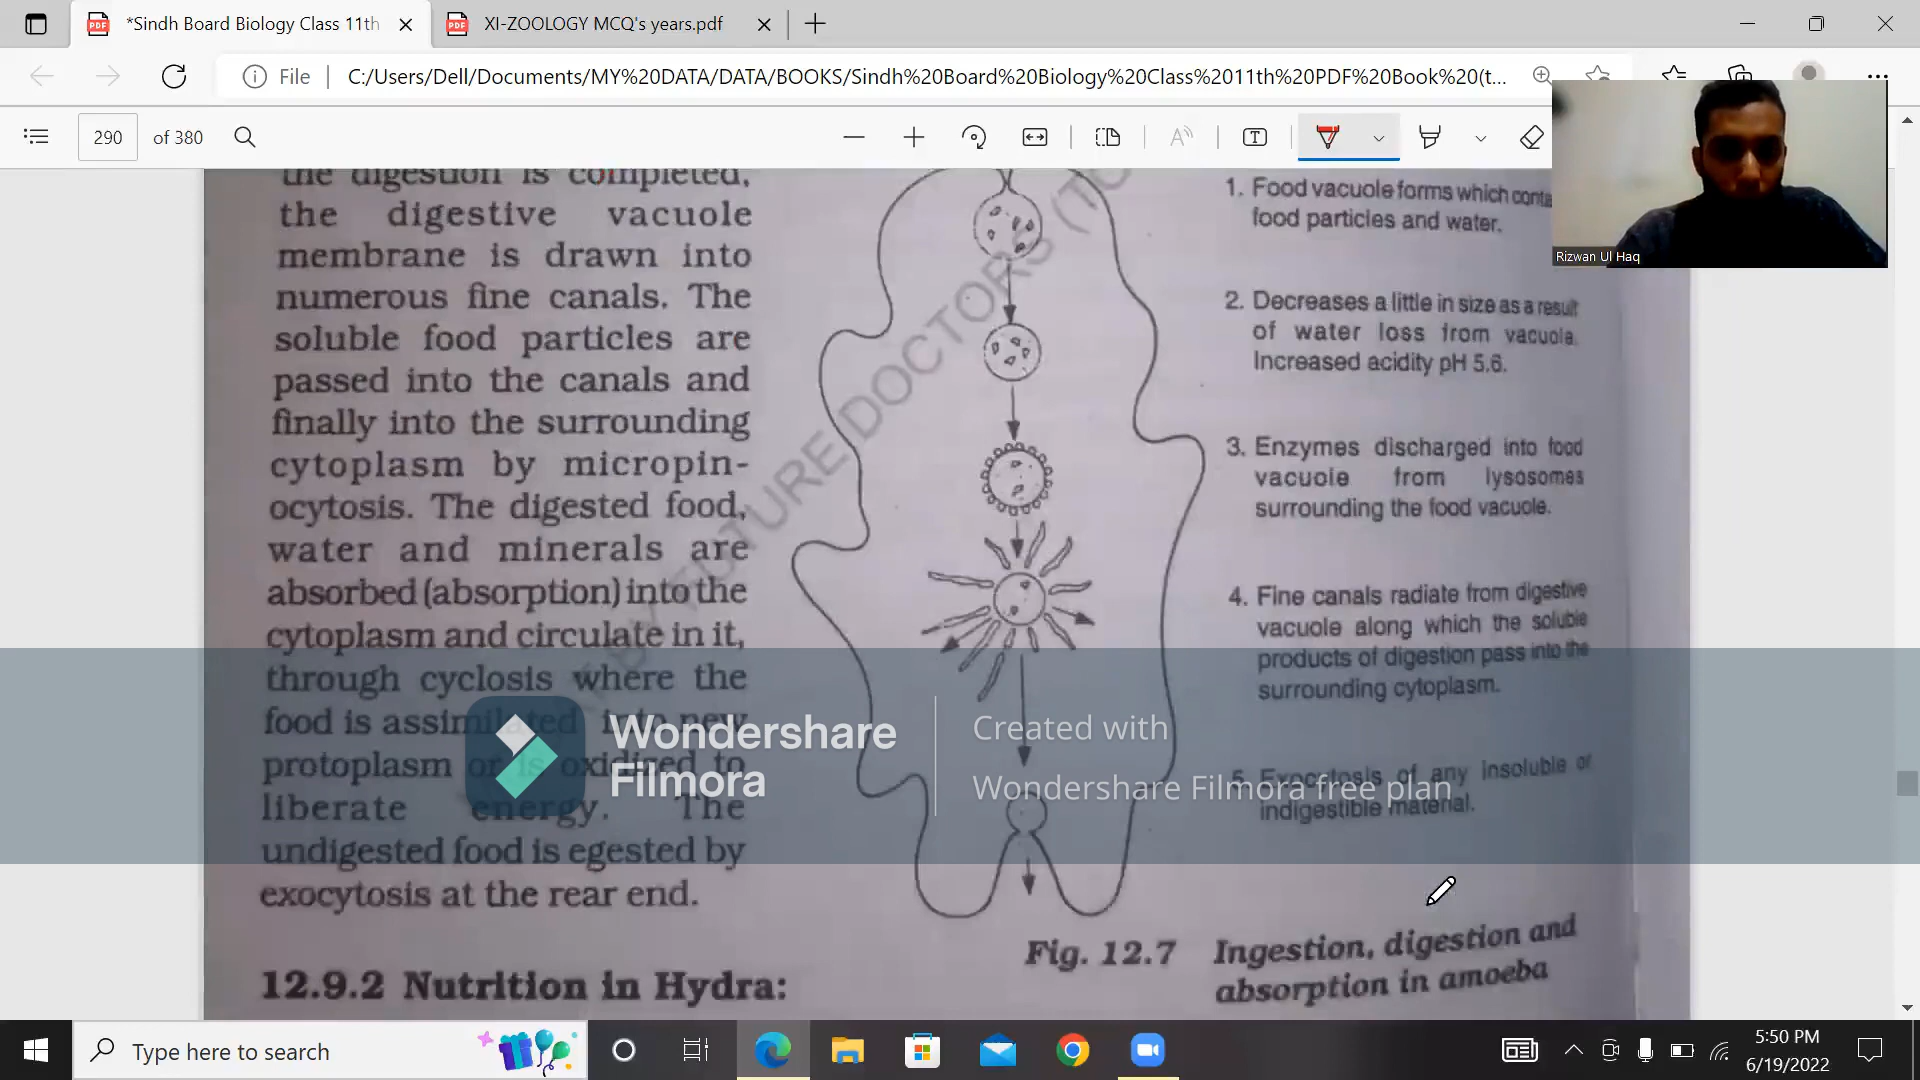 *Sindh Board Biology Class 11th
XI-ZOOLOGY MCQ's years.pdf
File
C:/Users/Dell/Documents/MY%20DATA/DATA/BOOKS/Sindh%20Board%20Biology%20Class%2011th%20PDF%20Book%20(t...
290 of 380
the digestion is completed,
the digestive vacuole
membrane is drawn into
numerous fine canals. The
soluble food particles are
passed into the canals and
finally into the surrounding
cytoplasm by micropin-
ocytosis. The digested food,
water and minerals are
absorbed (absorption) into the
cytoplasm and circulate in it,
through cyclosis where the
food is assimilated into new
protoplasm or is oxidized to
liberate energy. The
undigested food is egested by
exocytosis at the rear end.
12.9.2 Nutrition in Hydra:
1. Food vacuole forms which conta
food particles and water.
2. Decreases a little in size as a result
of water loss from vacuole.
Increased acidity pH 5.6.
3. Enzymes discharged into food
vacuole from lysosomes
surrounding the food vacuole.
4. Fine canals radiate from digestive
vacuole along which the soluble
products of digestion pass into the
surrounding cytoplasm.
5. Exocytosis of any insoluble or
indigestible material.
Fig. 12.7 Ingestion, digestion and
absorption in amoeba
BY FUTURE DOCTORS (TO
Rizwan Ul Haq
Wondershare
Filmora
Created with
Wondershare Filmora free plan
Type here to search
5:50 PM
6/19/2022